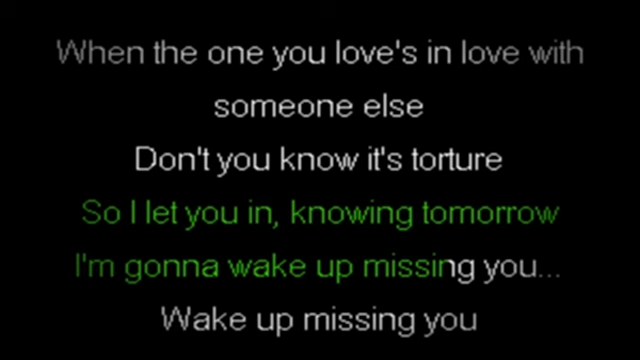 When the one you love's in love with
someone else
Don't you know it's torture
So I let you in, knowing tomorrow
I'm gonna wake up missing you...
Wake up missing you